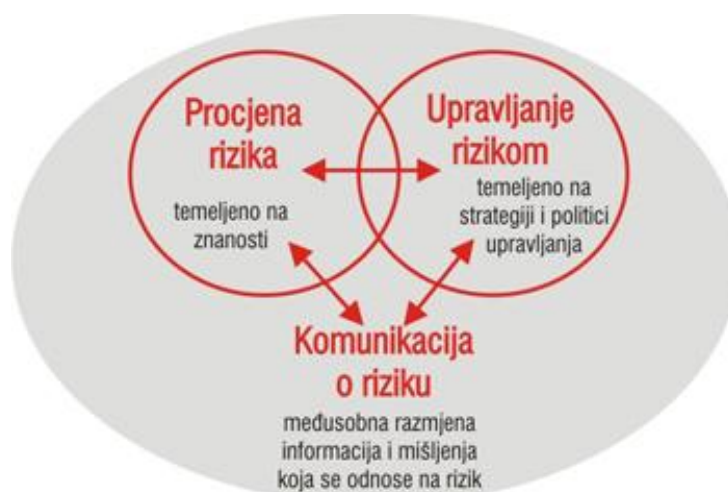 Procjena
rizika
temeljeno na
znanosti
Upravljanje
rizikom
temeljeno na
strategiji i politici
upravljanja
Komunikacija
o riziku
međusobna razmjena
informacija i mišljenja
koja se odnose na rizik